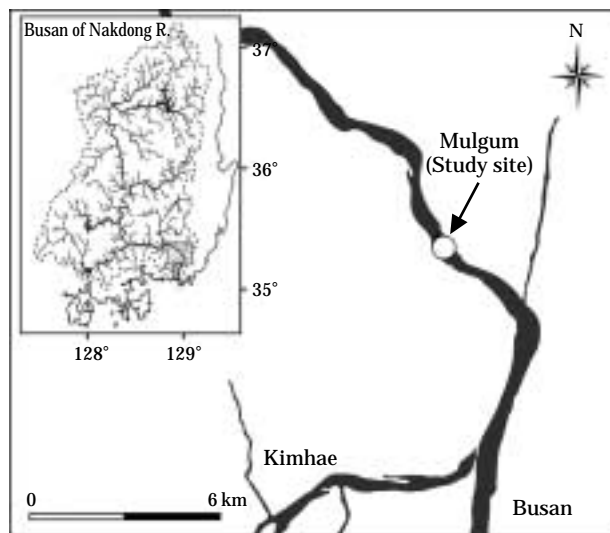 Busan of Nakdong R.
37°
N
Mulgum
(Study site)
36°
35°
128°
129°
Kimhae
0
6 km
Busan